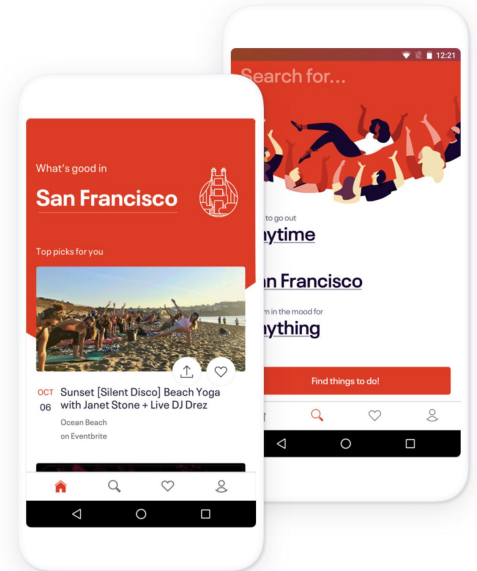 What's good in
San Francisco
Top picks for you
OCT
06
Sunset [Silent Disco] Beach Yoga
with Janet Stone + Live DJ Drez
Ocean Beach
on Eventbrite
12:21
Search for...
to go out
San Francisco
in the mood for
Find things to do!